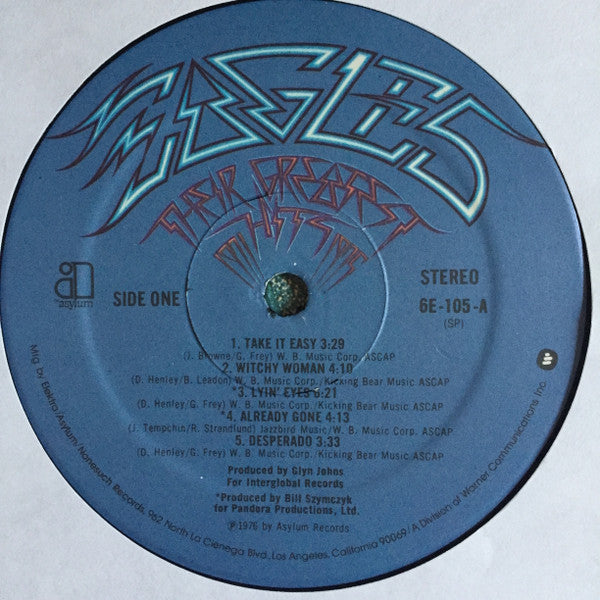 EAGLES
THEIR GREATEST
HITS
asylum
SIDE ONE
STEREO
6E-105-A
(SP)
1. TAKE IT EASY 3:29
(J. Browne/G. Frey) W. B. Music Corp. ASCAP
2. WITCHY WOMAN 4:10
(D. Henley/B. Leadon) W. B. Music Corp./Kicking Bear Music ASCAP
*3. LYIN' EYES 6:21
(D. Henley/G. Frey) W. B. Music Corp./Kicking Bear Music ASCAP
*4. ALREADY GONE 4:13
(J. Tempchin/R. Strandlund) Jazzbird Music/W. B. Music Corp. ASCAP
5. DESPERADO 3:33
(D. Henley/G. Frey) W. B. Music Corp./Kicking Bear Music ASCAP
Produced by Glyn Johns
For Interglobal Records
*Produced by Bill Szymczyk
for Pandora Productions, Ltd.
℗1976 by Asylum Records
Mfg. by Elektra/Asylum/Nonesuch Records, 962 North La Cienega Blvd., Los Angeles, California 90069/A Division of Warner Communications Inc.